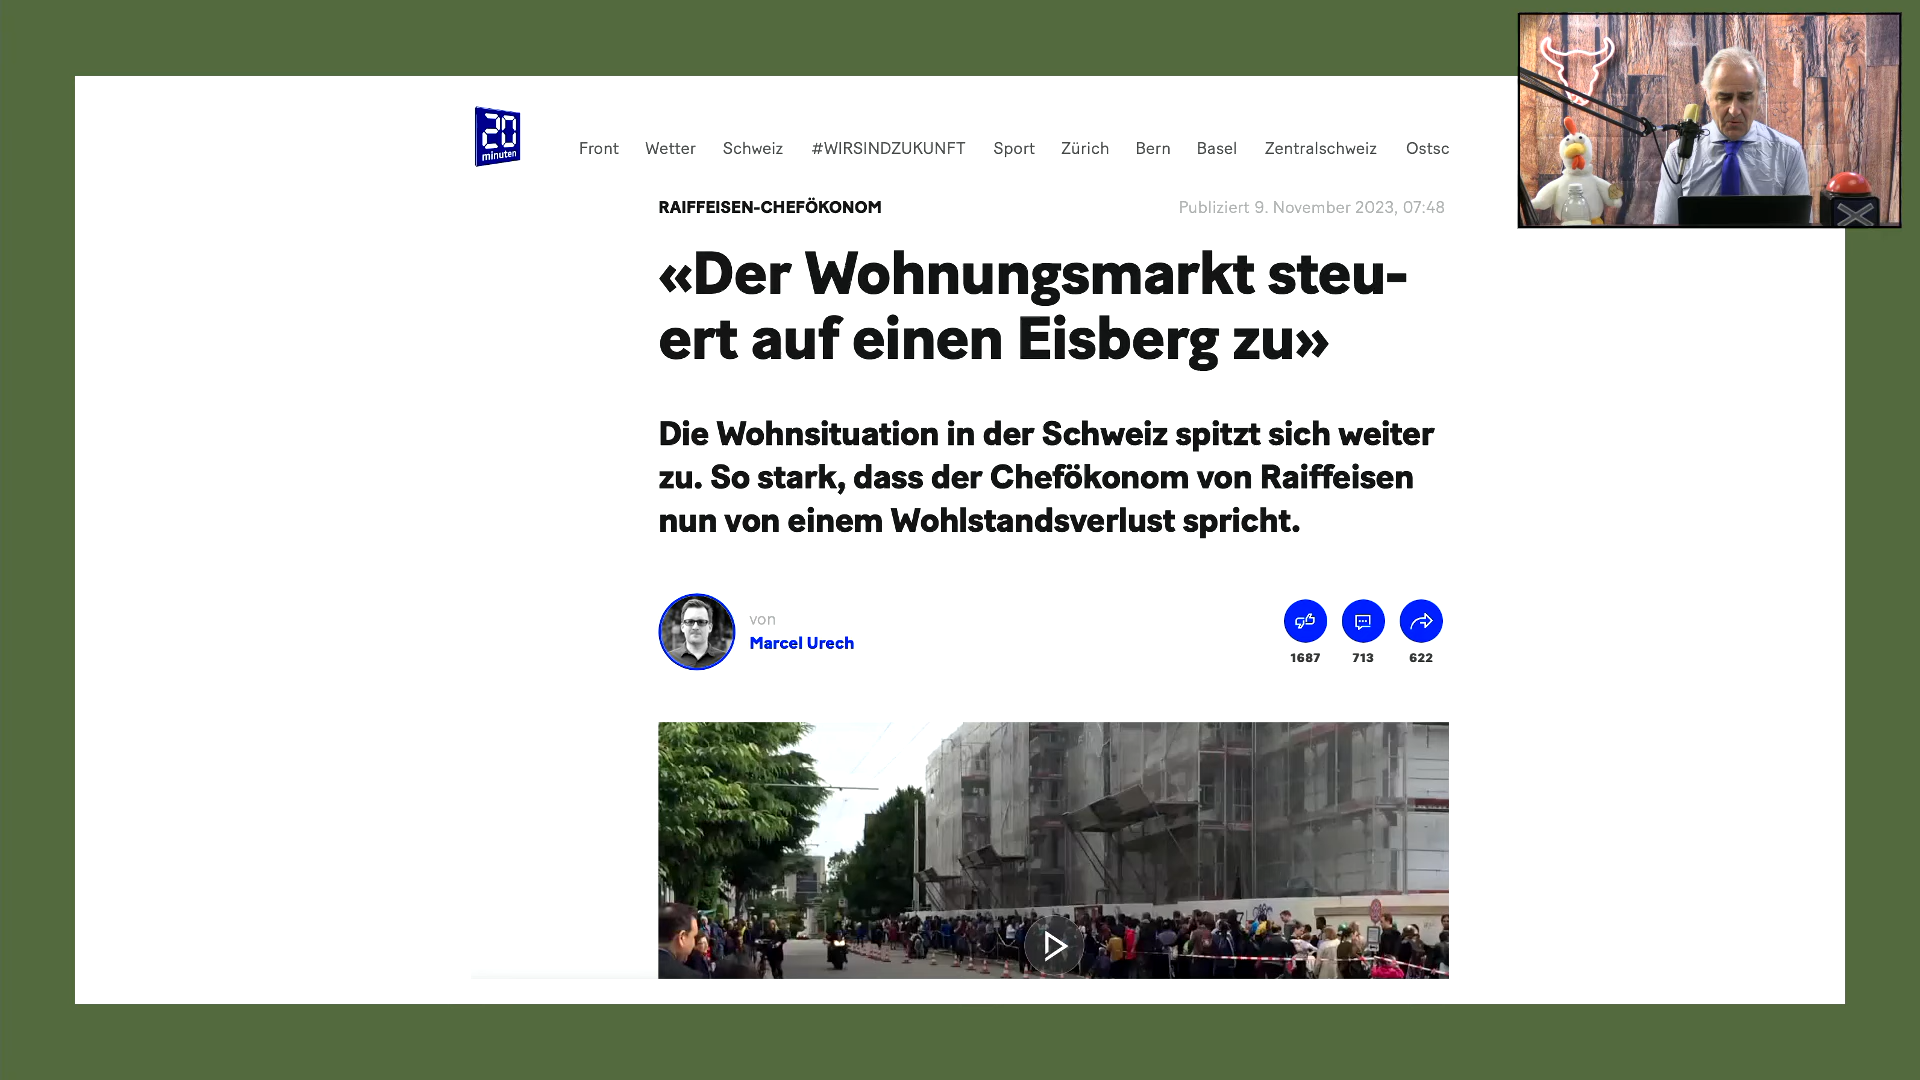 20
minuten
Front Wetter Schweiz #WIRSINDZUKUNFT Sport Zürich Bern Basel Zentralschweiz Ostsc
RAIFFEISEN-CHEFÖKONOM
Publiziert 9. November 2023, 07:48
«Der Wohnungsmarkt steu-
ert auf einen Eisberg zu»
Die Wohnsituation in der Schweiz spitzt sich weiter
zu. So stark, dass der Chefökonom von Raiffeisen
nun von einem Wohlstandsverlust spricht.
von
Marcel Urech
1687 713 622